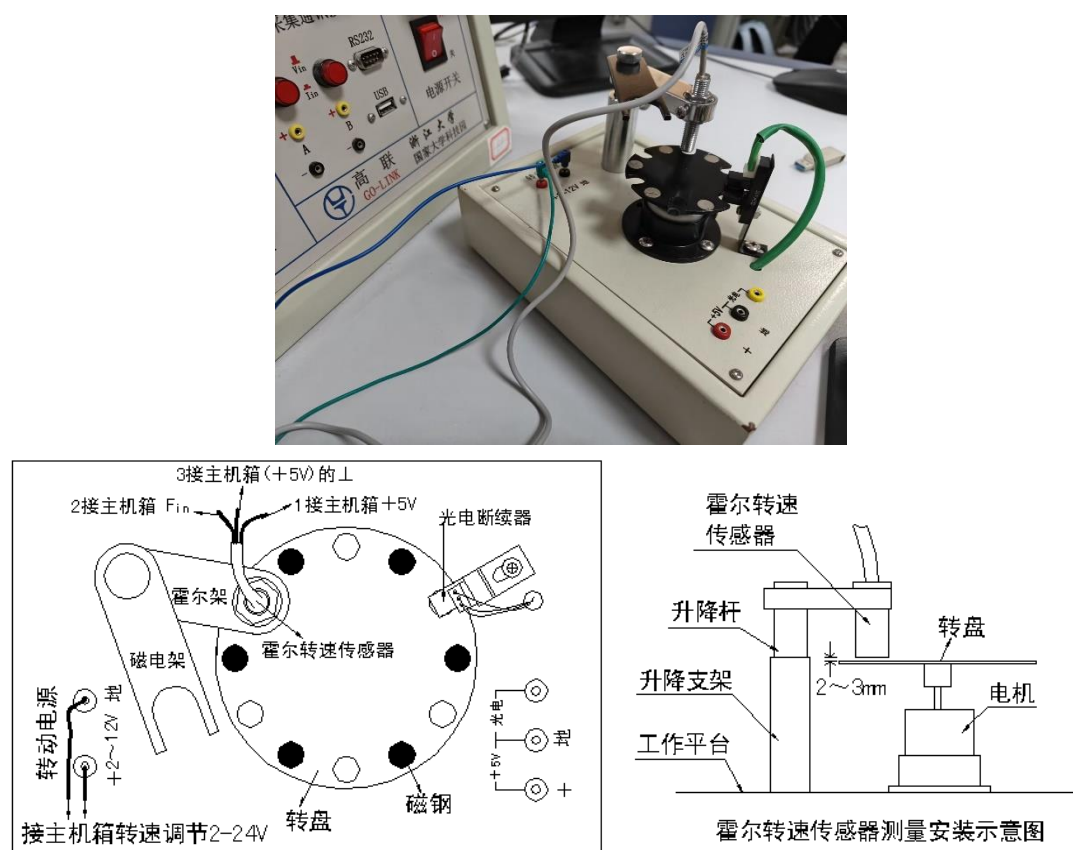 RS232
Vin
Iin
USB
关
电源开关
+
+
A
B
-
-
浙江大学
国家大学科技园
高联
GO-LINK
+5V
光电
+
地
3接主机箱(+5V)的⊥
2接主机箱 Fin
1接主机箱+5V
光电断续器
霍尔架
霍尔转速传感器
磁电架
转动电源
地
+2~12V
光电
地
+5V
+
转盘
磁钢
接主机箱转速调节2-24V
霍尔转速
传感器
升降杆
转盘
2~3mm
升降支架
电机
工作平台
霍尔转速传感器测量安装示意图